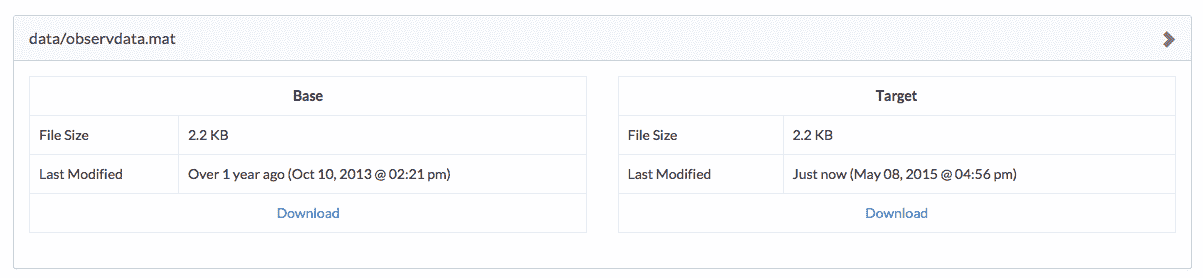 data/observdata.mat
Base
File Size 2.2 KB
Last Modified Over 1 year ago (Oct 10, 2013 @ 02:21 pm)
Download
Target
File Size 2.2 KB
Last Modified Just now (May 08, 2015 @ 04:56 pm)
Download